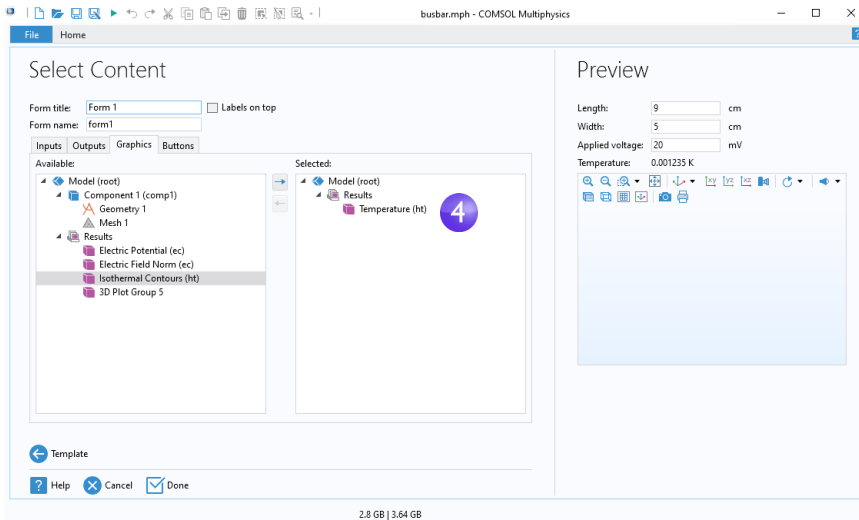 busbar.mph - COMSOL Multiphysics
File Home
?
Select Content
Form title: Form 1 Labels on top
Form name: form1
Inputs Outputs Graphics Buttons
Available:
Model (root)
Component 1 (comp1)
Geometry 1
Mesh 1
Results
Electric Potential (ec)
Electric Field Norm (ec)
Isothermal Contours (ht)
3D Plot Group 5
Selected:
Model (root)
Results
Temperature (ht)
4
Template
? Help Cancel Done
Preview
Length: 9 cm
Width: 5 cm
Applied voltage: 20 mV
Temperature: 0.001235 K
xy yz xz
2.8 GB | 3.64 GB